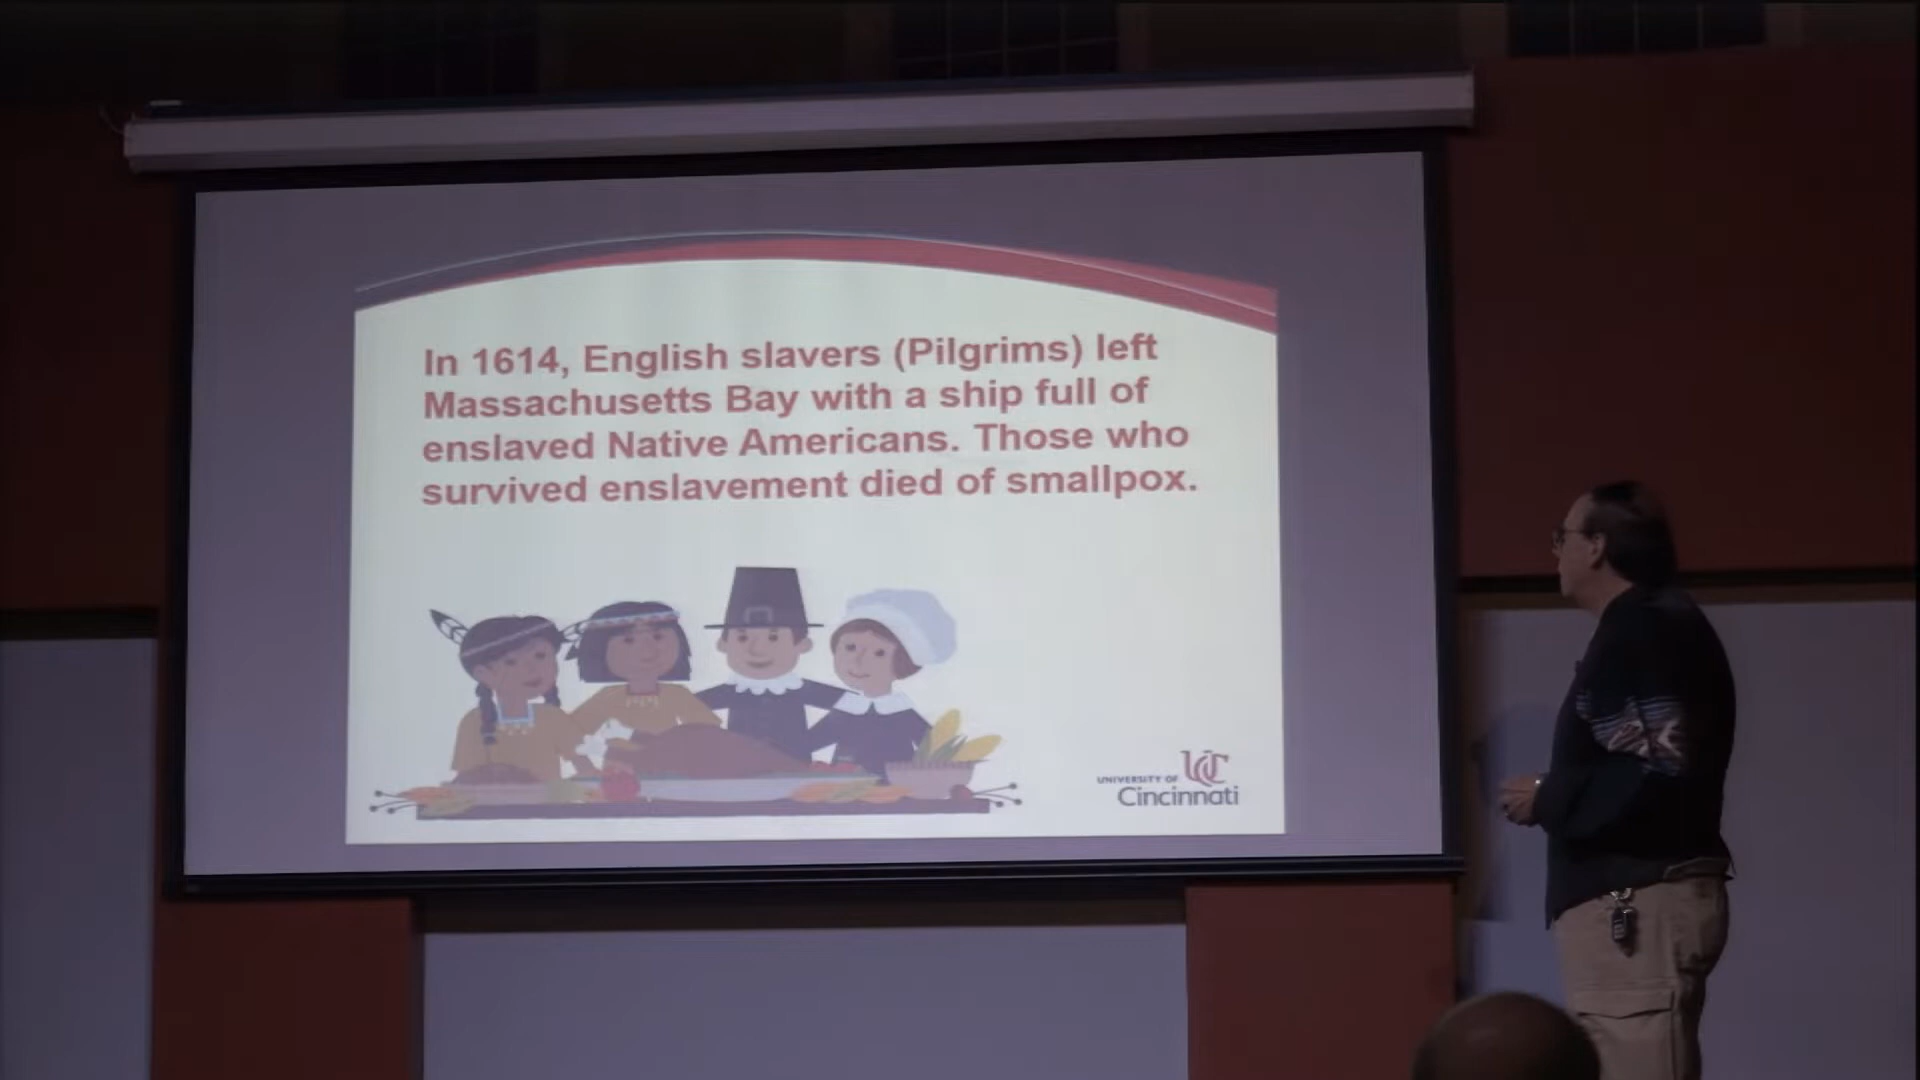 In 1614, English slavers (Pilgrims) left
Massachusetts Bay with a ship full of
enslaved Native Americans. Those who
survived enslavement died of smallpox.
UC
UNIVERSITY OF
Cincinnati